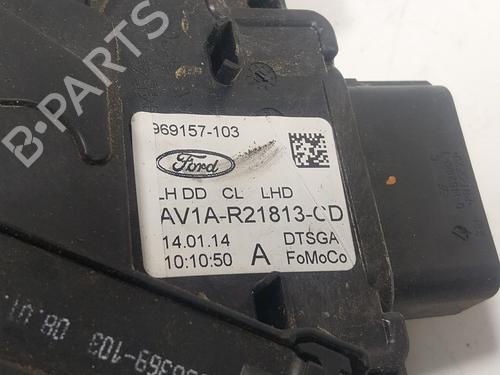 B-PARTS
969157-103
Ford
LH DD CL LHD
AV1A-R21813-CD
14.01.14 A DTSGA
10:10:50 FoMoCo